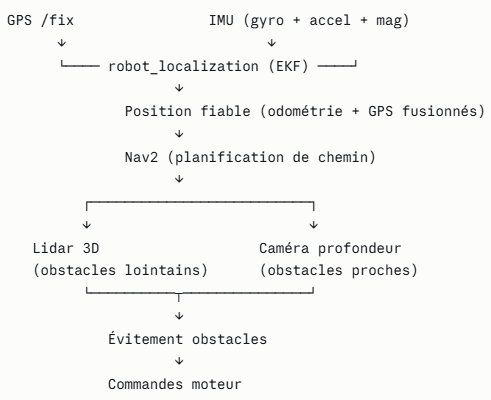 GPS /fix IMU (gyro + accel + mag)
robot_localization (EKF)
Position fiable (odométrie + GPS fusionnés)
Nav2 (planification de chemin)
Lidar 3D Caméra profondeur
(obstacles lointains) (obstacles proches)
Évitement obstacles
Commandes moteur